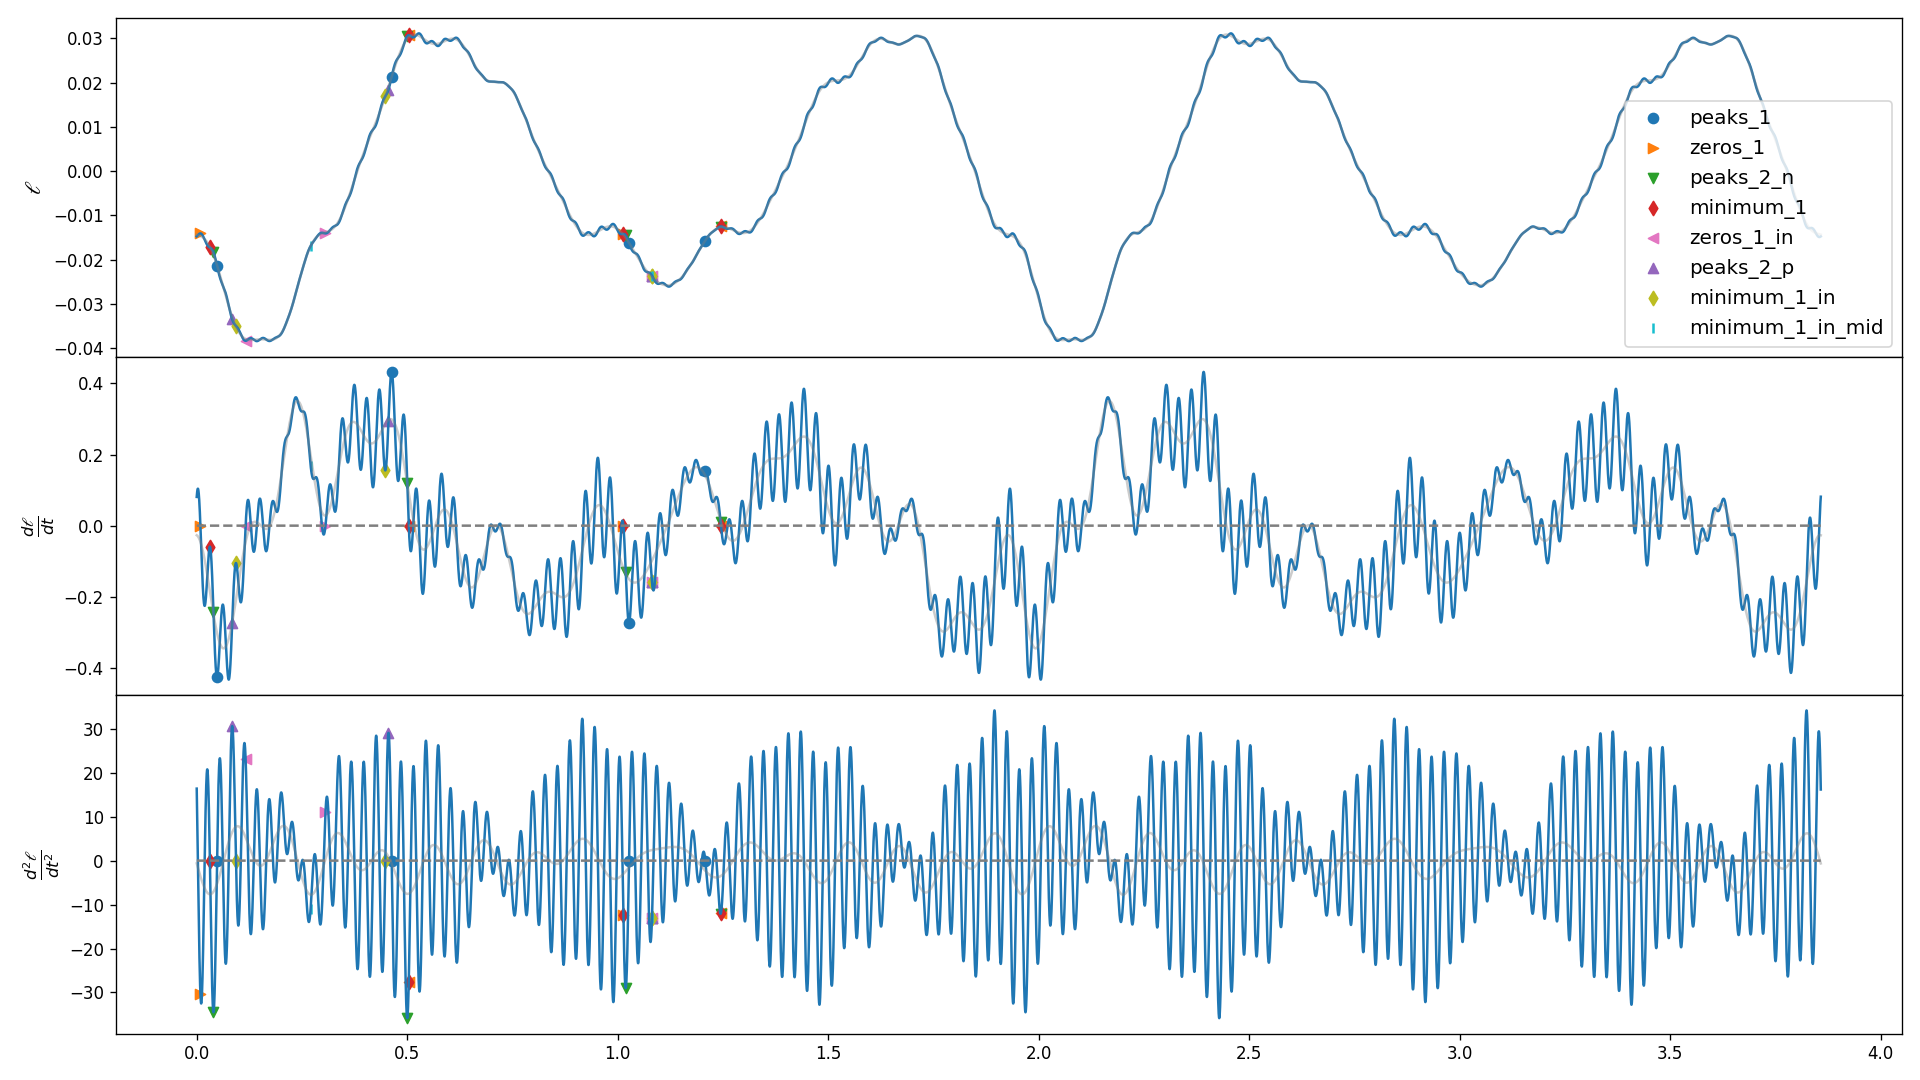 0.03
0.02
0.01
0.00
−0.01
−0.02
−0.03
−0.04
ℓ
peaks_1
zeros_1
peaks_2_n
minimum_1
zeros_1_in
peaks_2_p
minimum_1_in
minimum_1_in_mid
0.4
0.2
0.0
−0.2
−0.4
dℓ
dt
30
20
10
0
−10
−20
−30
d²ℓ
dt²
0.0 0.5 1.0 1.5 2.0 2.5 3.0 3.5 4.0